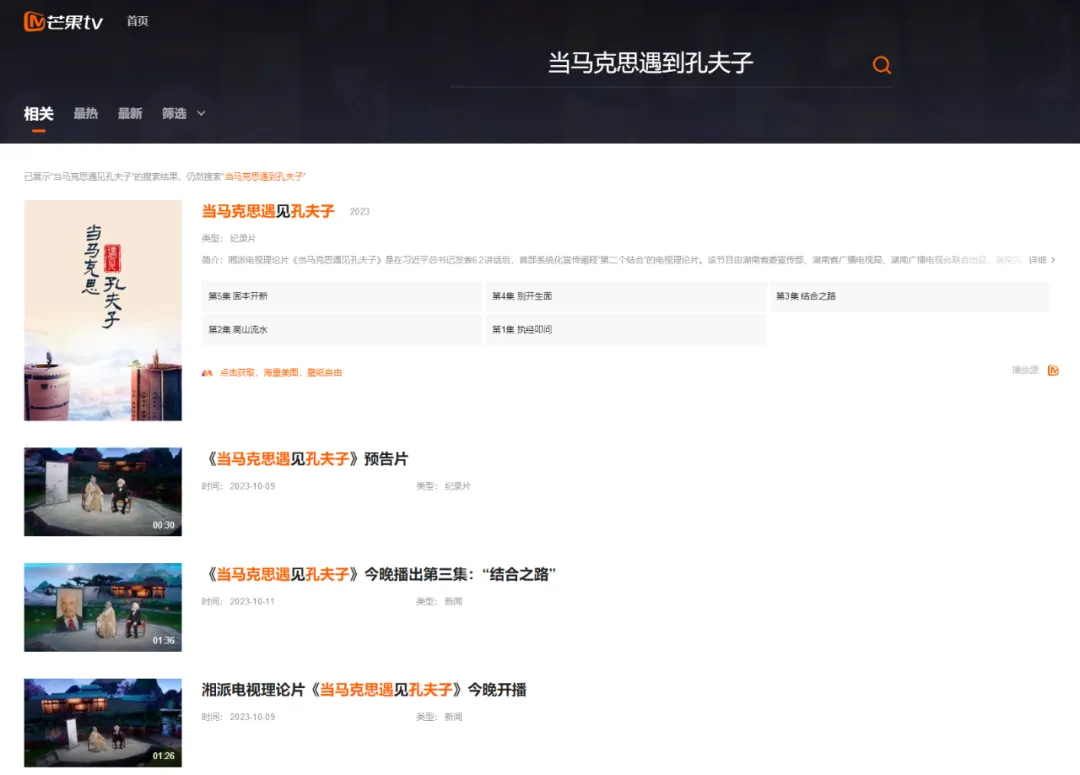 芒果tv 首页
当马克思遇到孔夫子
相关 最热 最新 筛选
已展示"当马克思遇见孔夫子"的搜索结果，仍然搜索"当马克思遇到孔夫子"
当马克思遇见孔夫子 2023
类型： 纪录片
简介： 湘派电视理论片《当马克思遇见孔夫子》是在习近平总书记发表6.2讲话后，首部系统化宣传阐释"第二个结合"的电视理论片。该节目由湖南省委宣传部、湖南省广播电视局、湖南广播电视台联合出品， 详细
第5集 固本开新 第4集 别开生面 第3集 结合之路
第2集 高山流水 第1集 执经叩问
点击获取，海量美图，壁纸自由
播放源:
当马克思
遇见
孔夫子
《当马克思遇见孔夫子》预告片
时间： 2023-10-09 类型： 纪录片
00:30
《当马克思遇见孔夫子》今晚播出第三集：“结合之路”
时间： 2023-10-11 类型： 新闻
01:36
湘派电视理论片《当马克思遇见孔夫子》今晚开播
时间： 2023-10-09 类型： 新闻
01:26